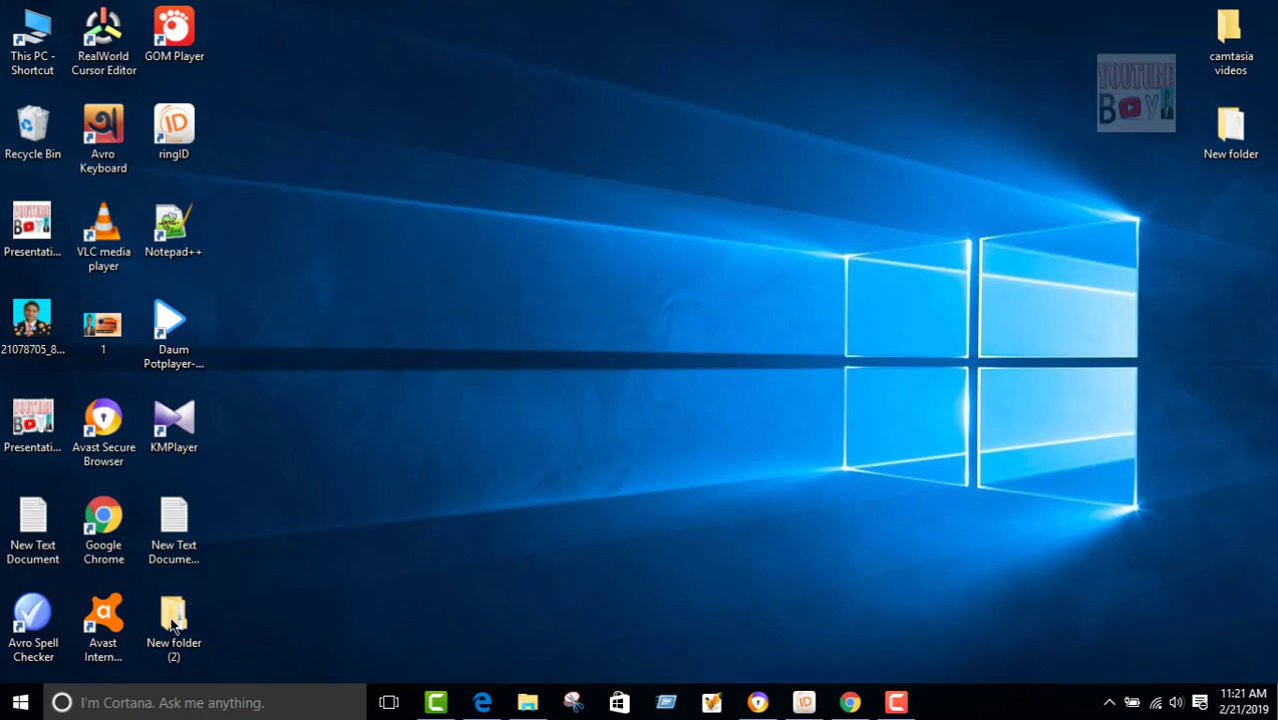 This PC -
Shortcut
RealWorld
Cursor Editor
GOM Player
camtasia
videos
YOUTUBE
BOY
Recycle Bin
Avro
Keyboard
ringID
New folder
Presentati...
VLC media
player
Notepad++
21078705_8...
1
Daum
Potplayer-...
Presentati...
Avast Secure
Browser
KMPlayer
New Text
Document
Google
Chrome
New Text
Docume...
Avro Spell
Checker
Avast
Intern...
New folder
(2)
I'm Cortana. Ask me anything.
11:21 AM
2/21/2019